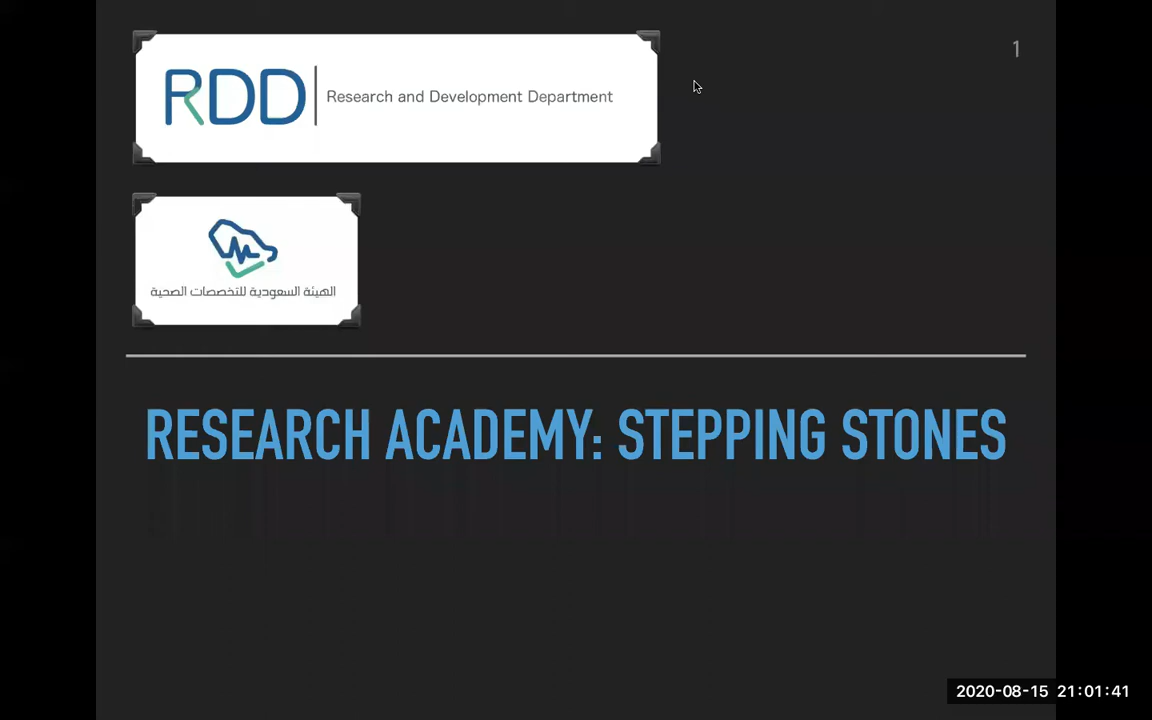 RDD
Research and Development Department
1
الهيئة السعودية للتخصصات الصحية
RESEARCH ACADEMY: STEPPING STONES
2020-08-15 21:01:41